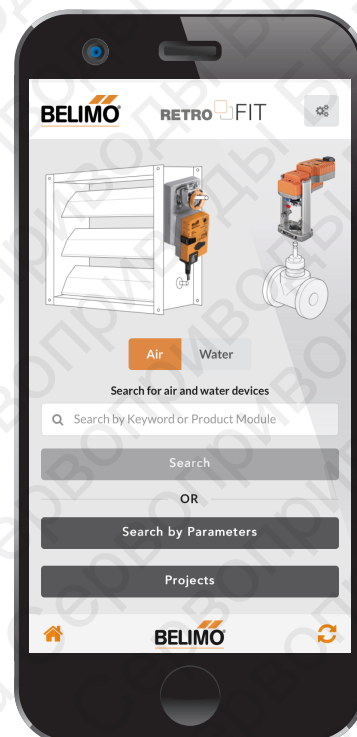 BELIMO
RETRO FIT
Air Water
Search for air and water devices
Search by Keyword or Product Module
Search
OR
Search by Parameters
Projects
BELIMO